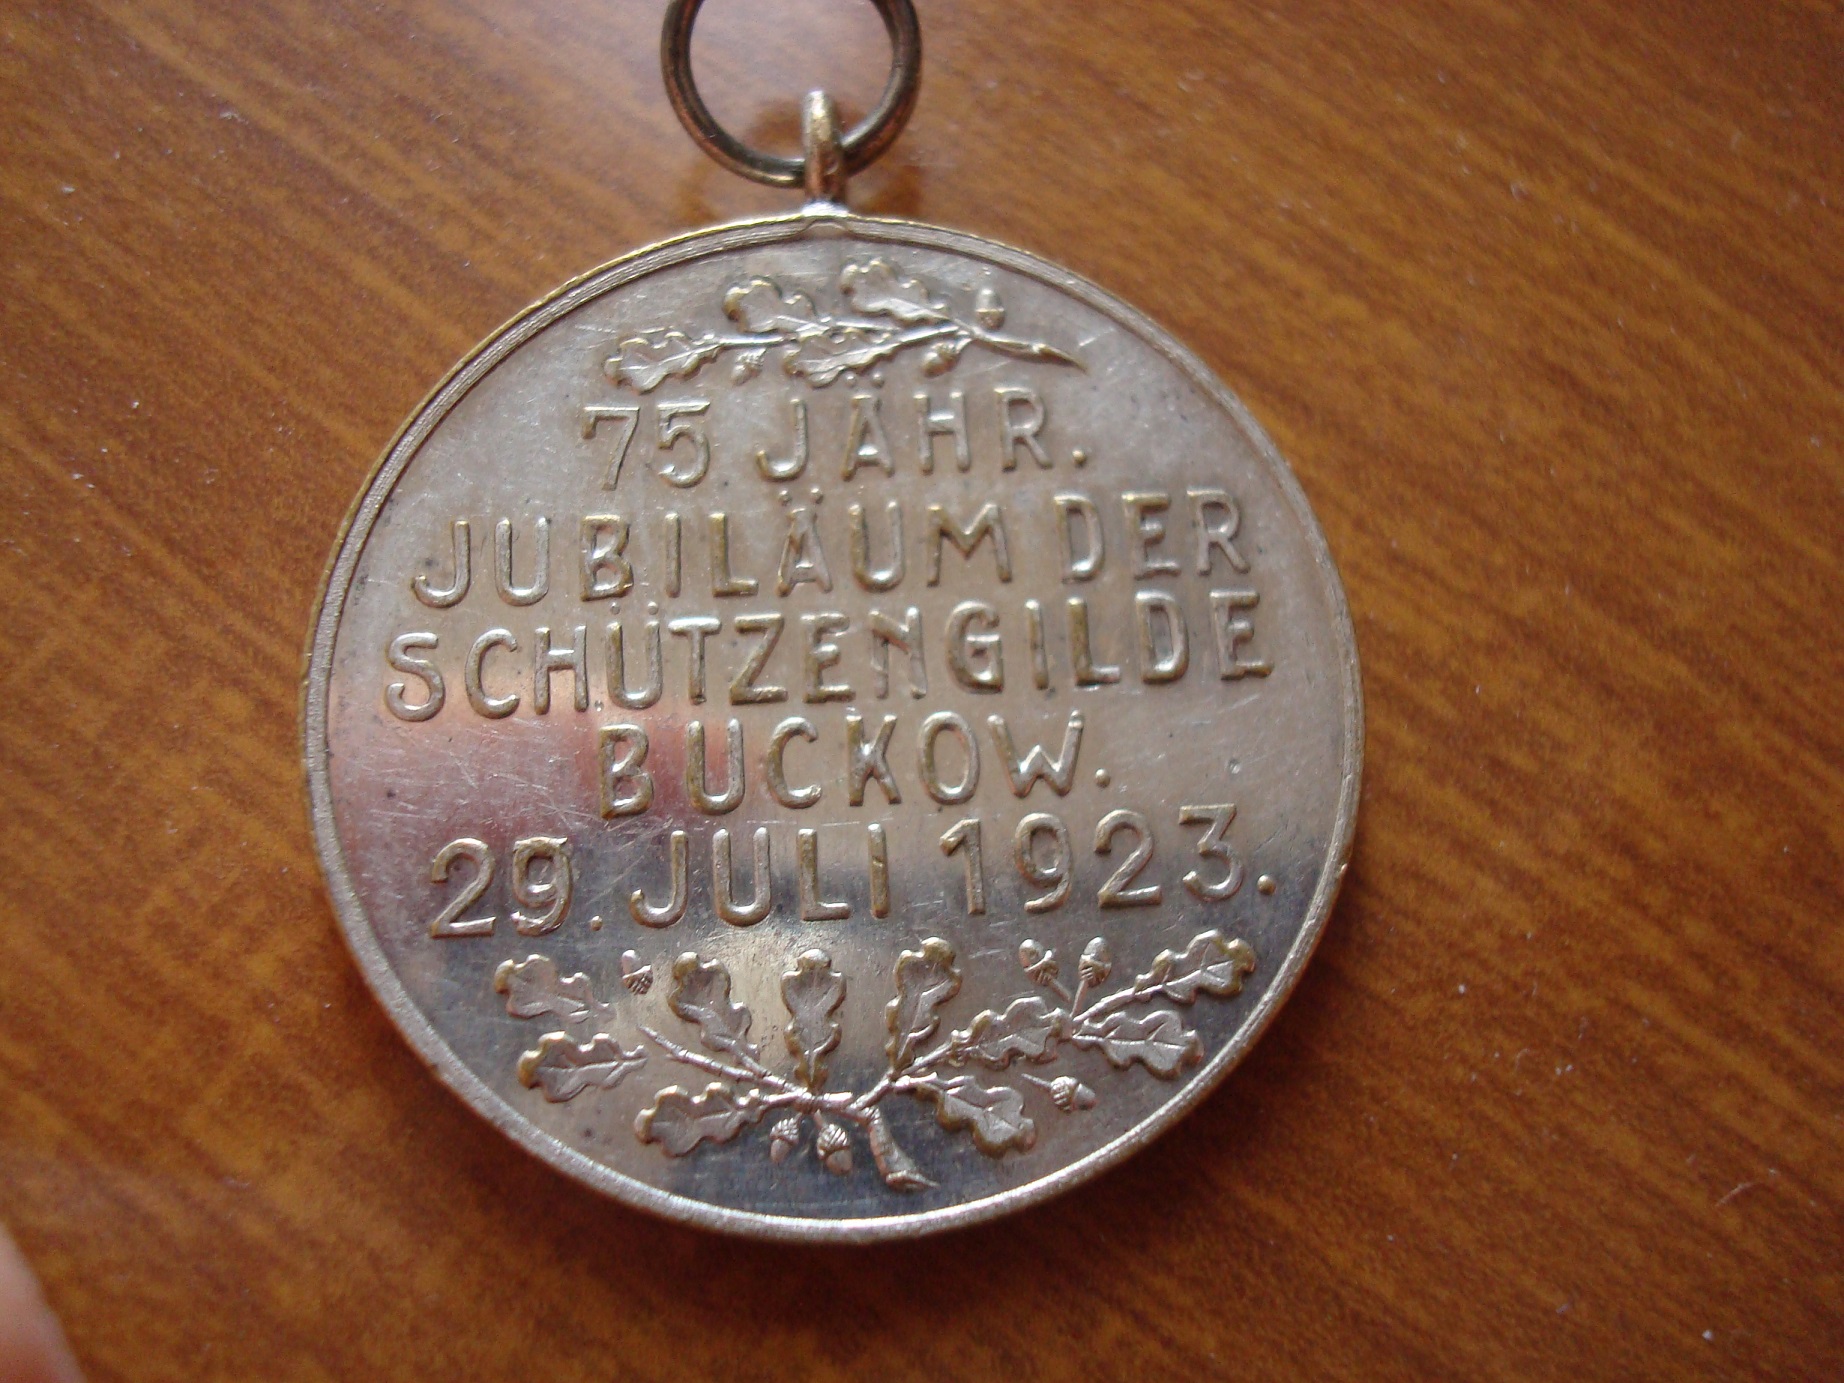 75 JÄHR.
JUBILÄUM DER
SCHÜTZENGILDE
BUCKOW.
29. JULI 1923.